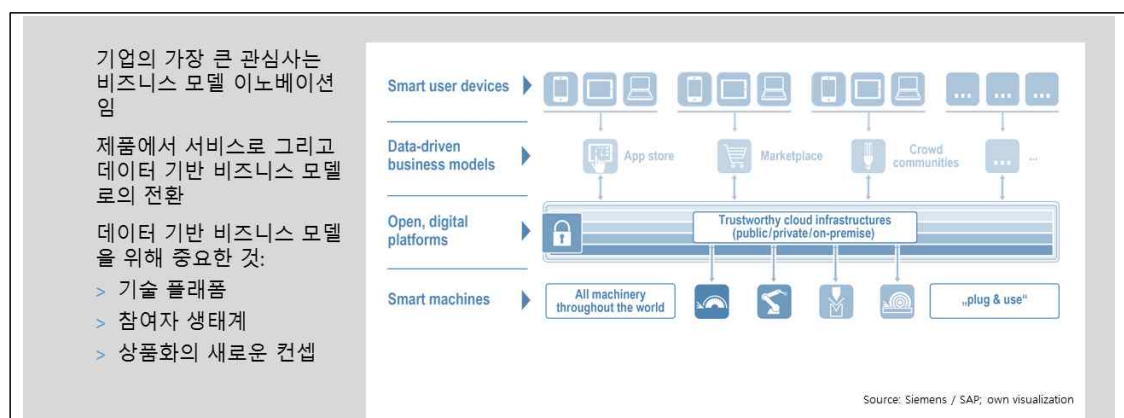 기업의 가장 큰 관심사는
비즈니스 모델 이노베이션
임
제품에서 서비스로 그리고
데이터 기반 비즈니스 모델
로의 전환
데이터 기반 비즈니스 모델
을 위해 중요한 것:
> 기술 플래폼
> 참여자 생태계
> 상품화의 새로운 컨셉
Smart user devices
... ... ...
Data-driven
business models
App store
Marketplace
Crowd
communities
... ...
Open, digital
platforms
Trustworthy cloud infrastructures
(public/private/on-premise)
Smart machines
All machinery
throughout the world
„plug & use“
Source: Siemens / SAP; own visualization